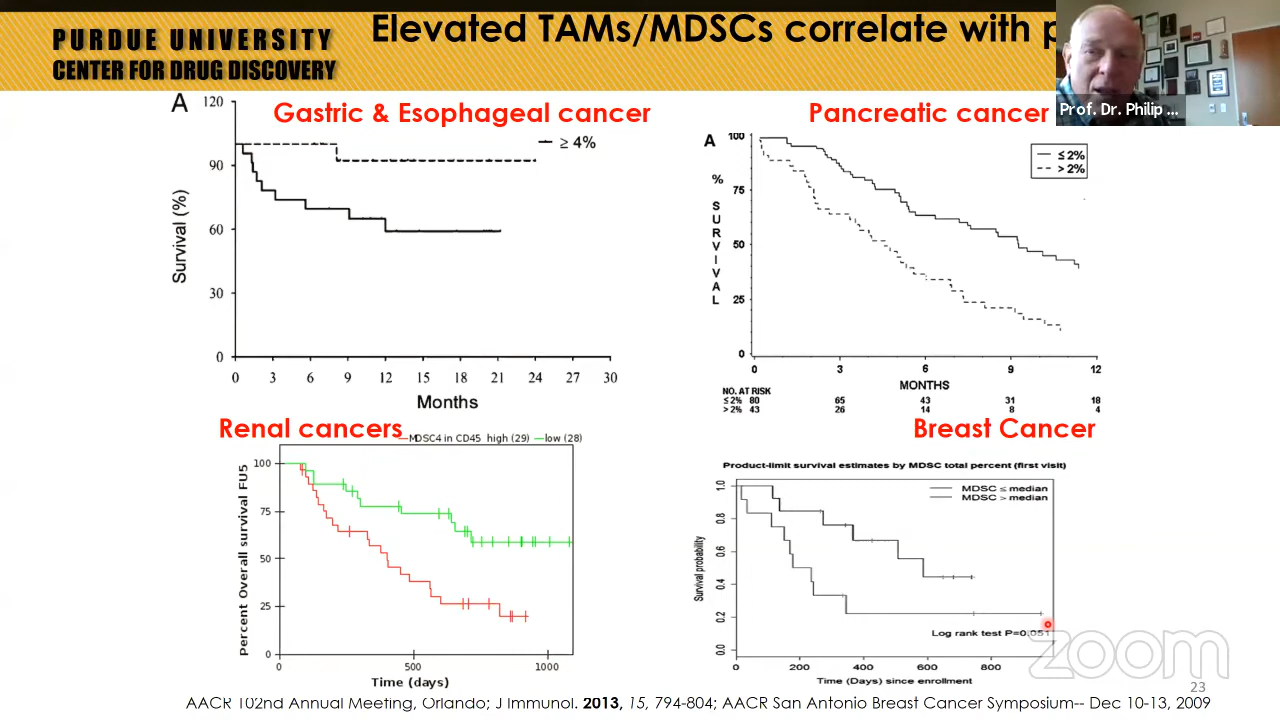 PURDUE UNIVERSITY
CENTER FOR DRUG DISCOVERY
Elevated TAMs/MDSCs correlate with p
Prof. Dr. Philip ...
Gastric & Esophageal cancer
A
120
90
60
30
0
Survival (%)
≥ 4%
0 3 6 9 12 15 18 21 24 27 30
Months
Pancreatic cancer
A
100
75
50
25
0
% SURVIVAL
≤ 2%
> 2%
0 3 6 9 12
MONTHS
NO. AT RISK
≤ 2% 80 65 43 31 18
> 2% 43 26 14 8 4
Renal cancers
MDSC4 in CD45 high (29) low (28)
100
75
50
25
0
Percent Overall survival FU5
0 500 1000
Time (days)
Breast Cancer
Product-limit survival estimates by MDSC total percent (first visit)
MDSC ≤ median
MDSC > median
1.0
0.8
0.6
0.4
0.2
0.0
Survival probability
Log rank test P=0.051
0 200 400 600 800
Time (Days) since enrollment
zoom
23
AACR 102nd Annual Meeting, Orlando; J Immunol. 2013, 15, 794-804; AACR San Antonio Breast Cancer Symposium-- Dec 10-13, 2009